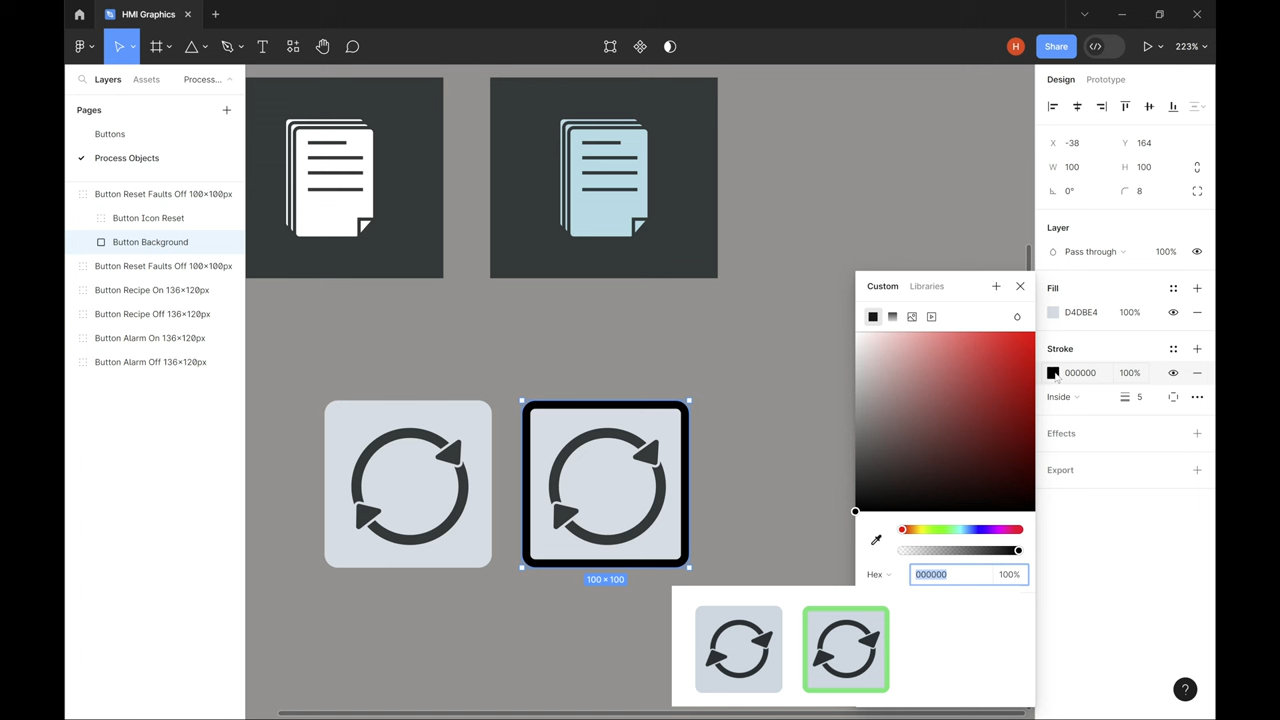 HMI Graphics
H
Share
223%
Layers
Assets
Process...
Design
Prototype
Pages
Buttons
Process Objects
Button Reset Faults Off 100×100px
Button Icon Reset
Button Background
Button Reset Faults Off 100×100px
Button Recipe On 136×120px
Button Recipe Off 136×120px
Button Alarm On 136×120px
Button Alarm Off 136×120px
100 × 100
Custom
Libraries
Hex
000000
100%
X
-38
Y
164
W
100
H
100
0°
8
Layer
Pass through
100%
Fill
D4DBE4
100%
Stroke
000000
100%
Inside
5
Effects
Export
?